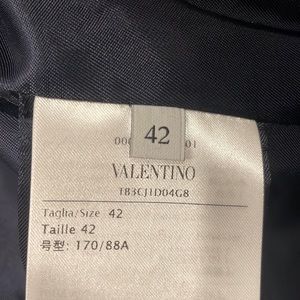 42
VALENTINO
TB3CJ1D04G8
Taglia/Size 42
Taille 42
号型: 170/88A